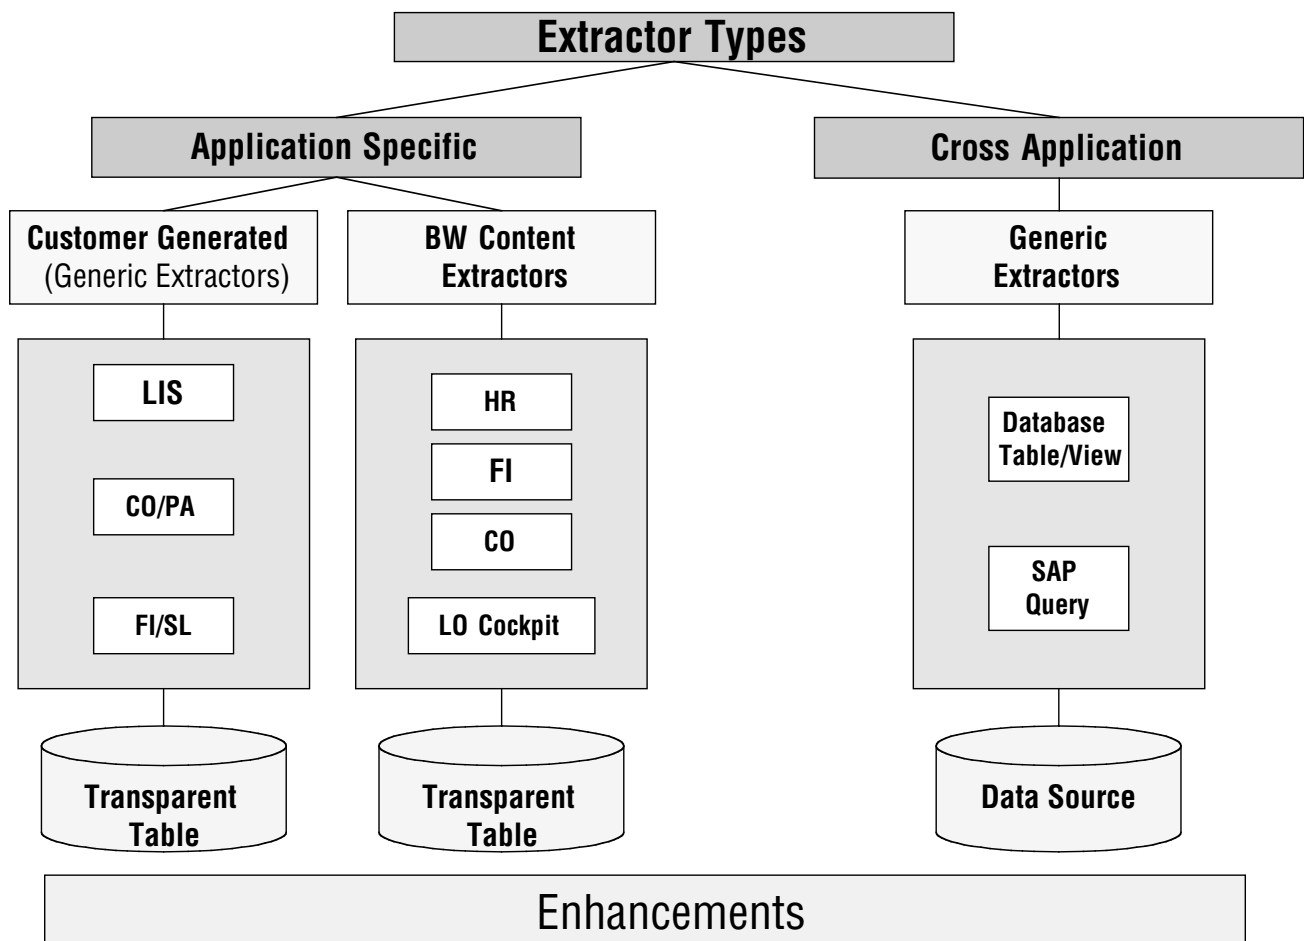 Extractor Types
Application Specific
Cross Application
Customer Generated
(Generic Extractors)
BW Content
Extractors
Generic
Extractors
LIS
CO/PA
FI/SL
HR
FI
CO
LO Cockpit
Database
Table/View
SAP
Query
Transparent
Table
Transparent
Table
Data Source
Enhancements